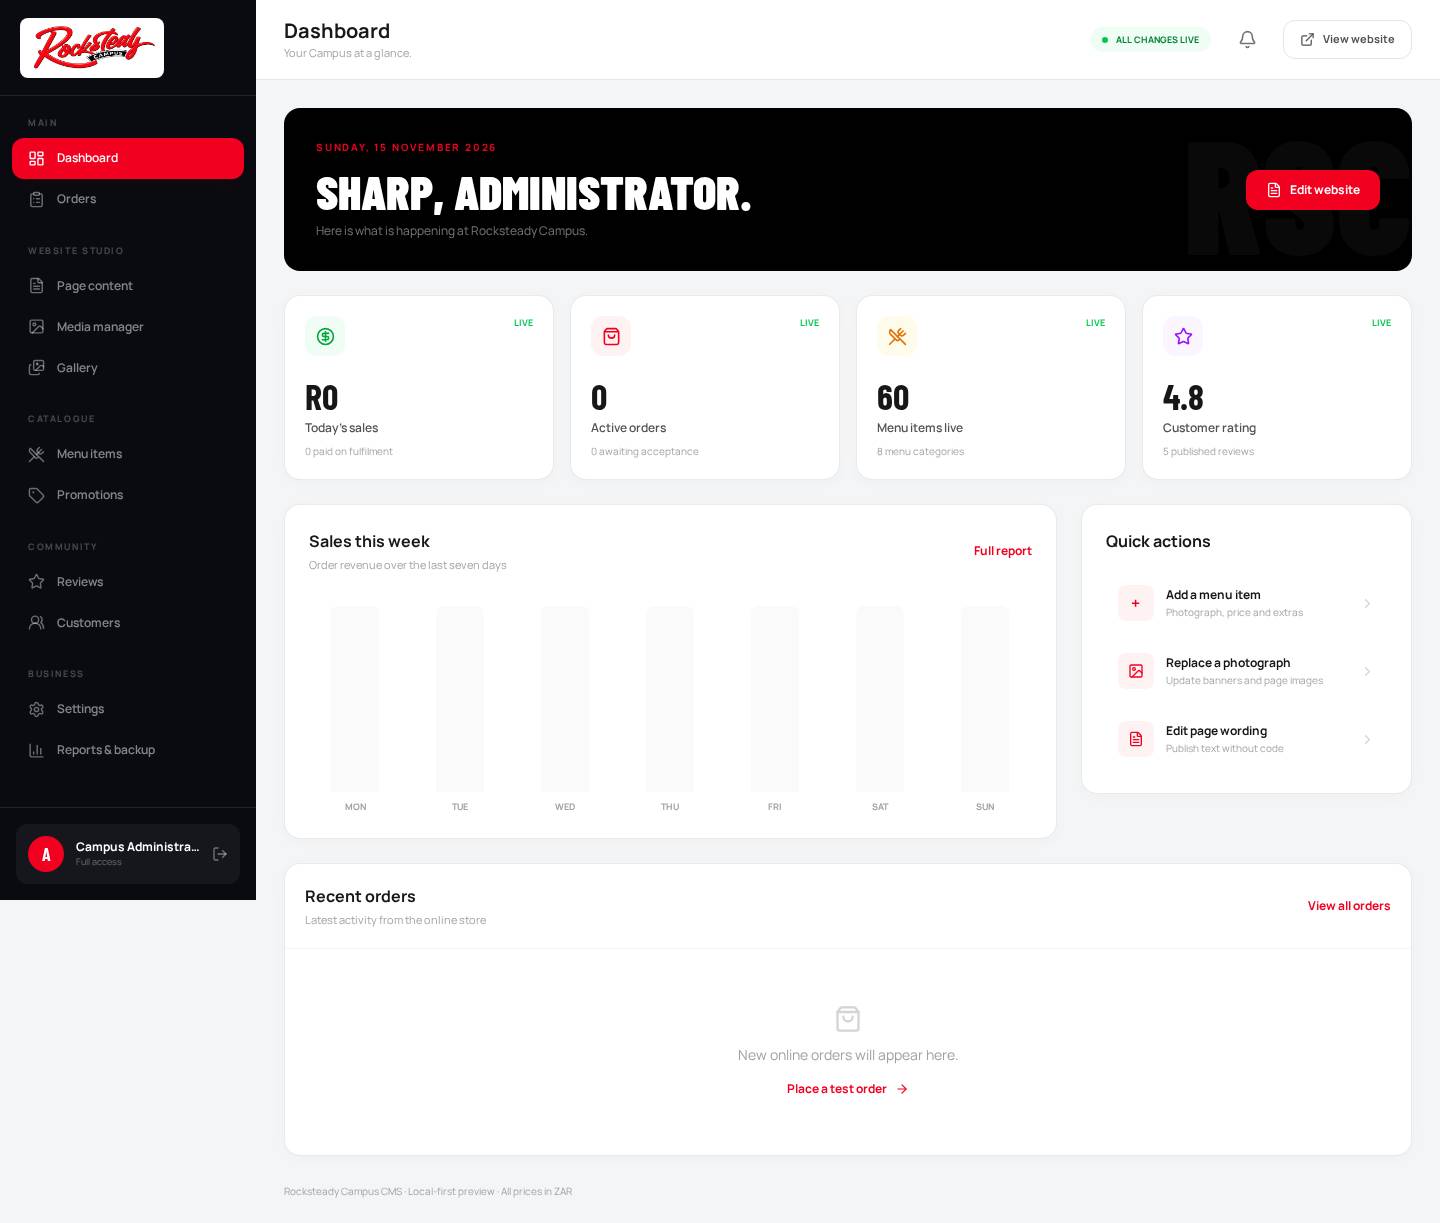 Rocksteady
CAMPUS
MAIN
Dashboard
Orders
WEBSITE STUDIO
Page content
Media manager
Gallery
CATALOGUE
Menu items
Promotions
COMMUNITY
Reviews
Customers
BUSINESS
Settings
Reports & backup
A
Campus Administra...
Full access
Dashboard
Your Campus at a glance.
ALL CHANGES LIVE
View website
SUNDAY, 15 NOVEMBER 2026
SHARP, ADMINISTRATOR.
Here is what is happening at Rocksteady Campus.
RSC
Edit website
LIVE
R0
Today's sales
0 paid on fulfilment
LIVE
0
Active orders
0 awaiting acceptance
LIVE
60
Menu items live
8 menu categories
LIVE
4.8
Customer rating
5 published reviews
Sales this week
Order revenue over the last seven days
Full report
MON TUE WED THU FRI SAT SUN
Quick actions
+
Add a menu item
Photograph, price and extras
Replace a photograph
Update banners and page images
Edit page wording
Publish text without code
Recent orders
Latest activity from the online store
View all orders
New online orders will appear here.
Place a test order
Rocksteady Campus CMS · Local-first preview · All prices in ZAR